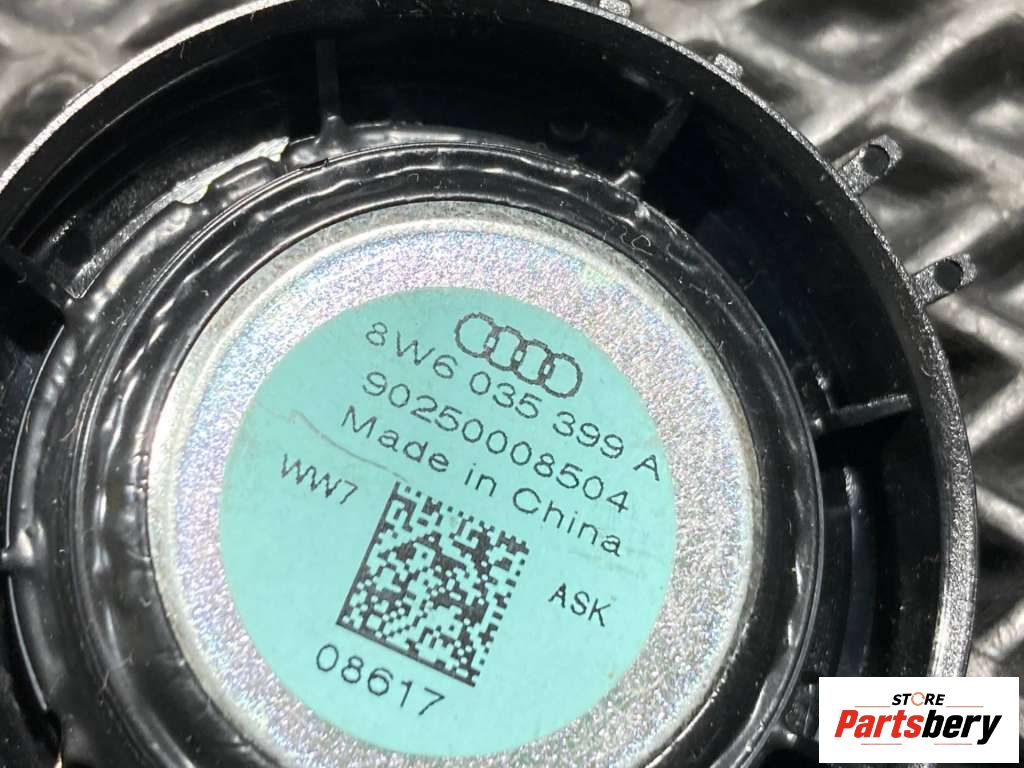 8W6 035 399 A
90250008504
Made in China
WW7
ASK
08617
STORE
Partsbery